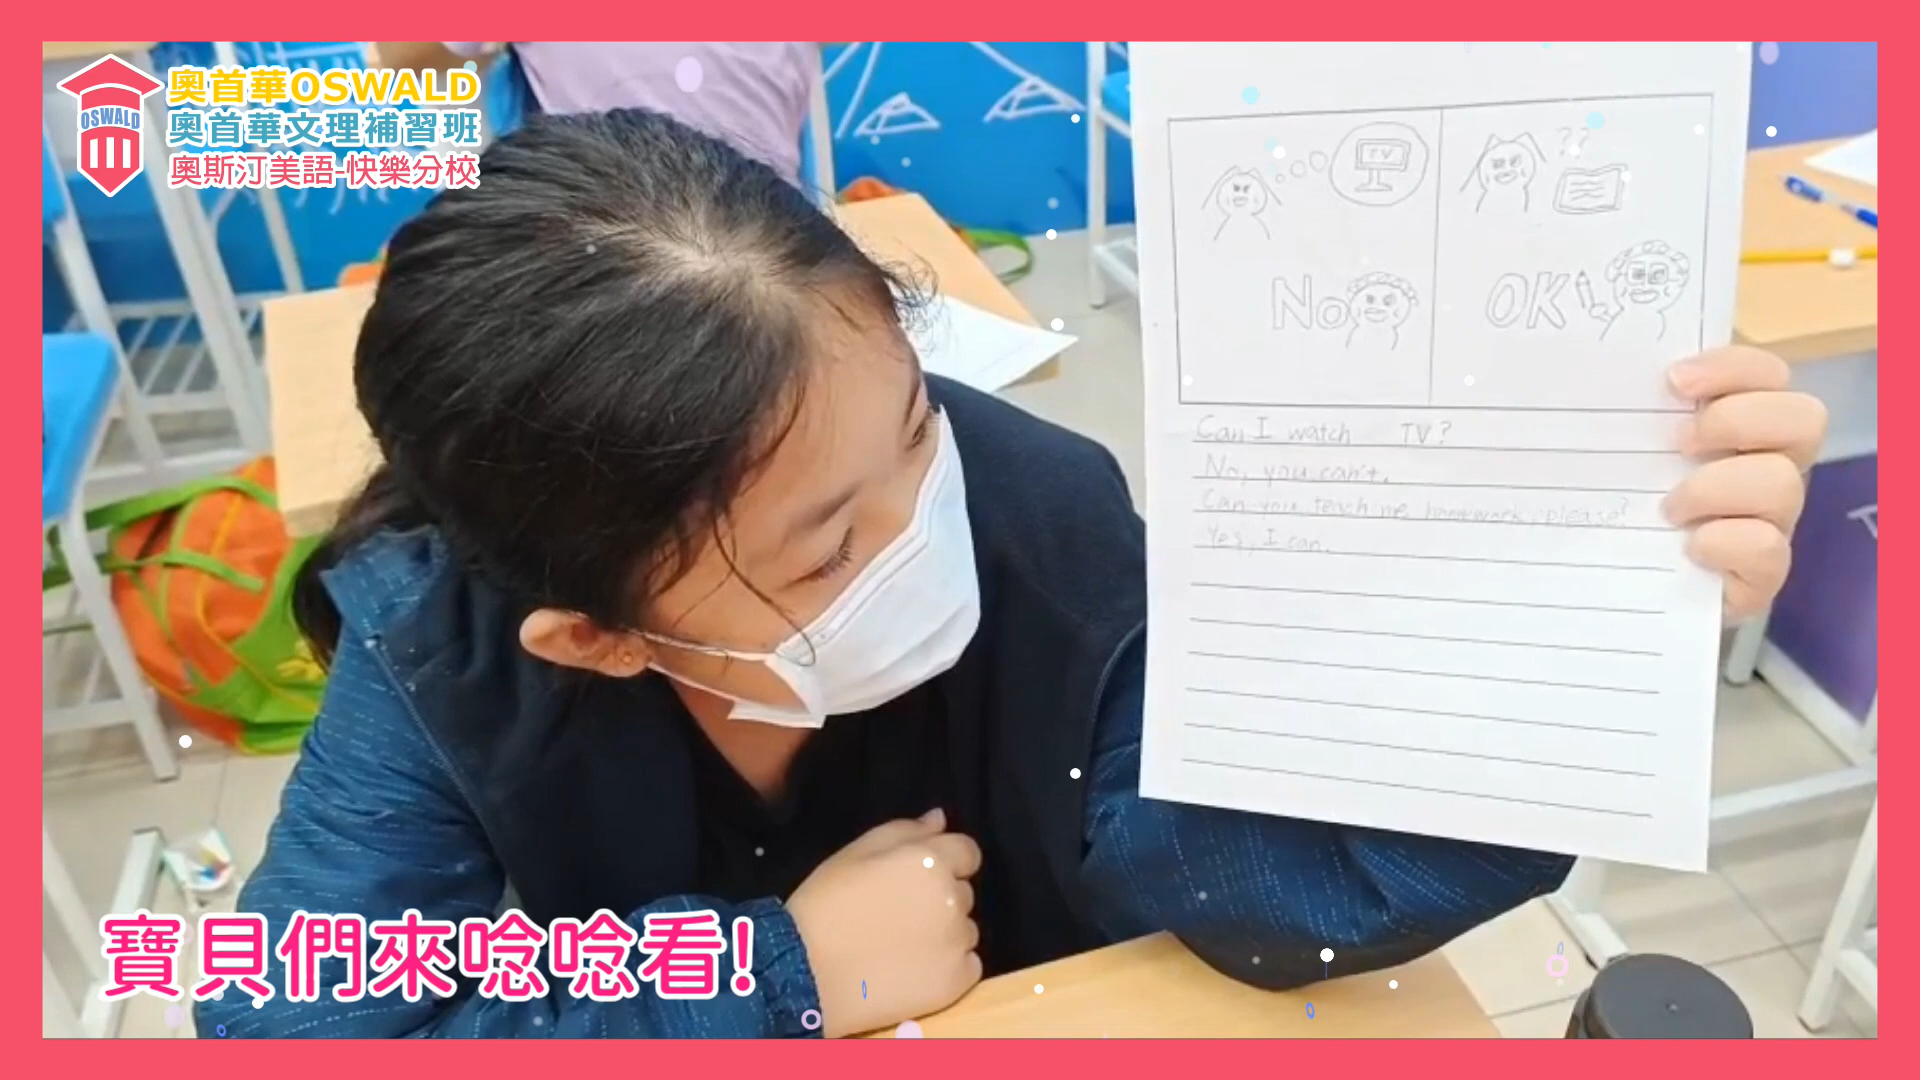 奧首華OSWALD
奧首華文理補習班
奧斯汀美語-快樂分校
OSWALD
TV
??
No
OK
Can I watch TV?
No, you can't.
Can you teach me homework, please?
Yes, I can.
寶貝們來唸唸看!